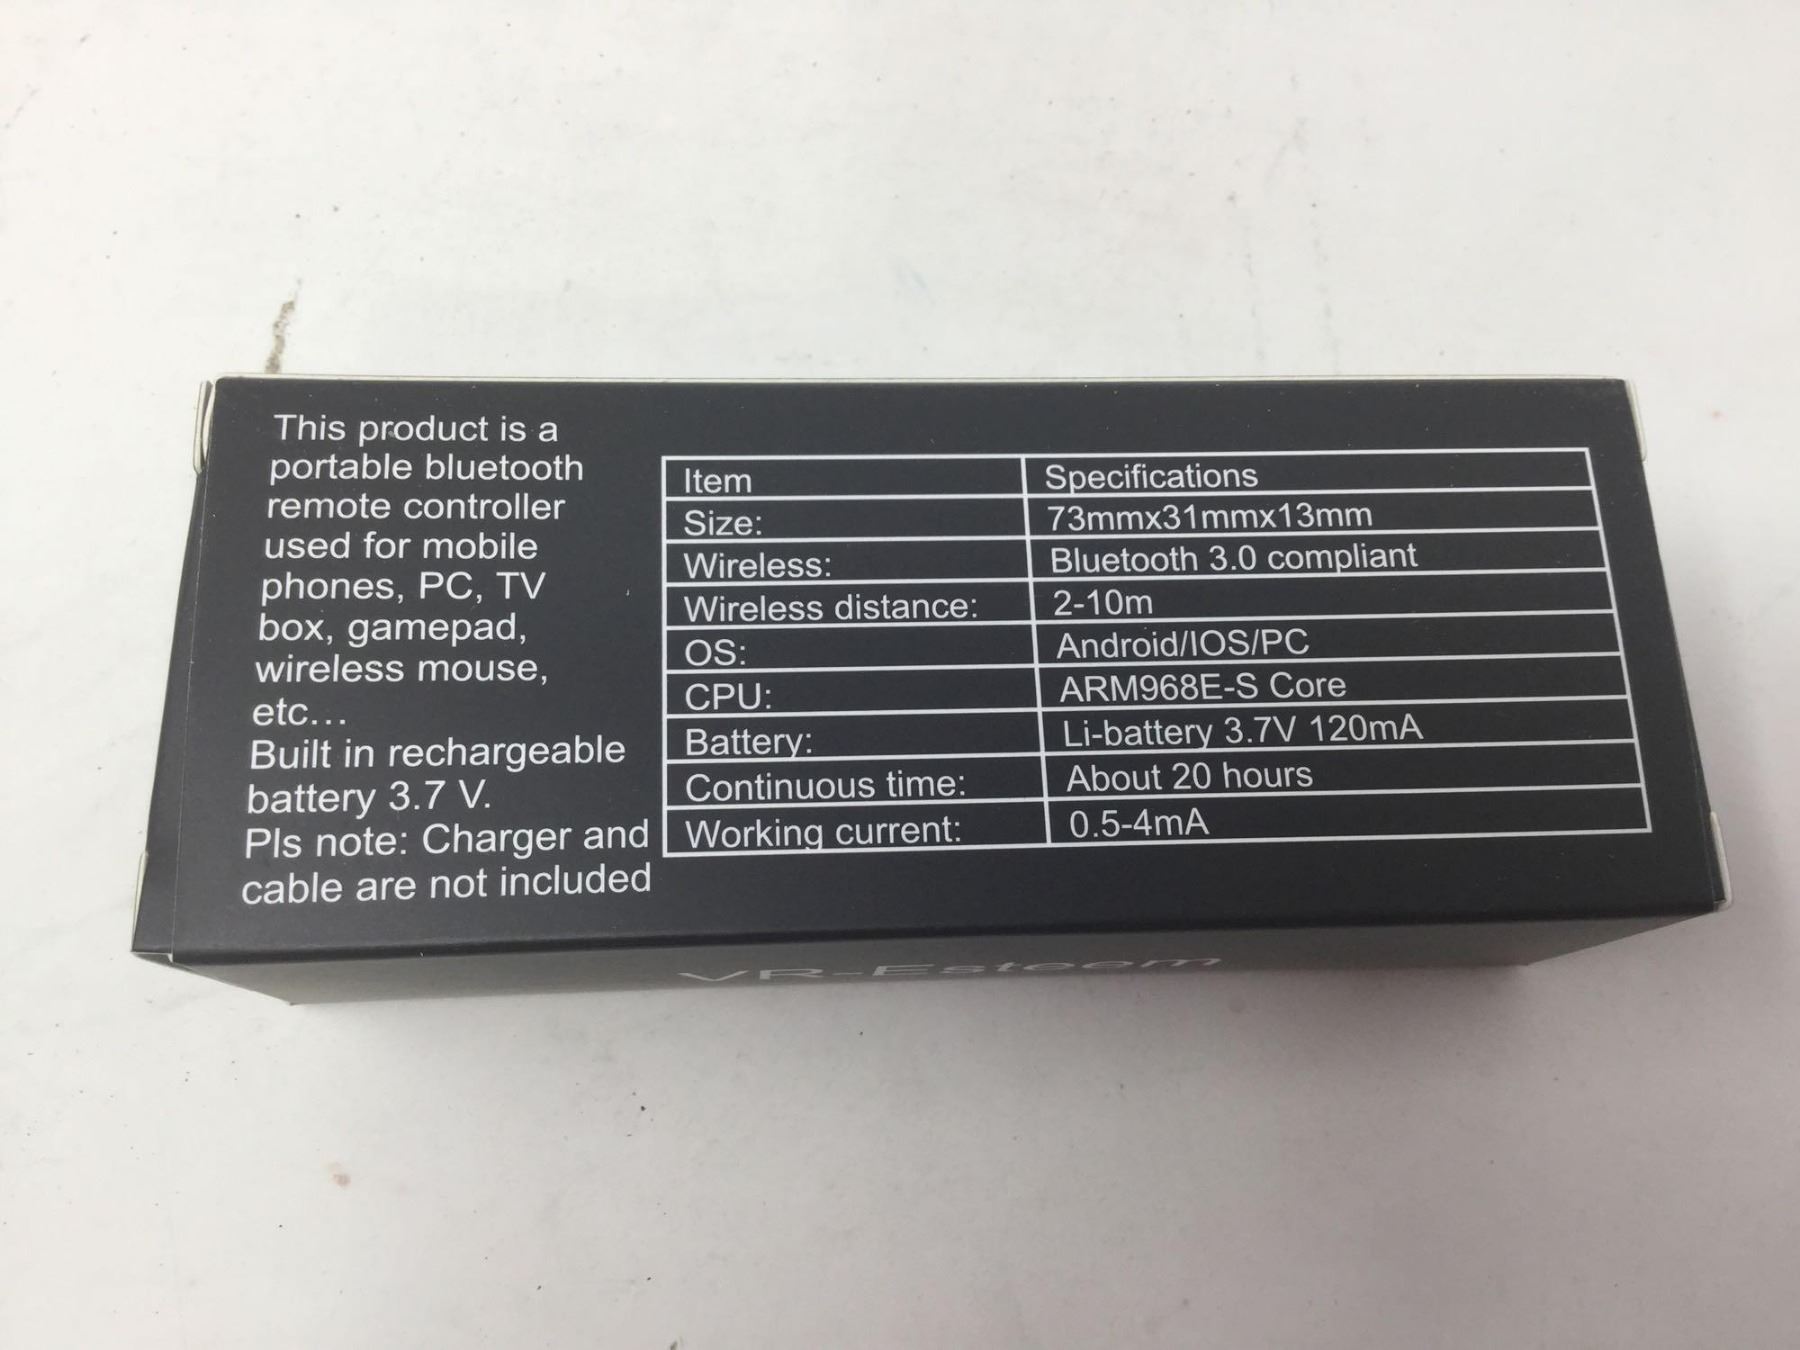 This product is a
portable bluetooth
remote controller
used for mobile
phones, PC, TV
box, gamepad,
wireless mouse,
etc...
Built in rechargeable
battery 3.7 V.
Pls note: Charger and
cable are not included
Item Specifications
Size: 73mmx31mmx13mm
Wireless: Bluetooth 3.0 compliant
Wireless distance: 2-10m
OS: Android/IOS/PC
CPU: ARM968E-S Core
Battery: Li-battery 3.7V 120mA
Continuous time: About 20 hours
Working current: 0.5-4mA
VR-Esteem